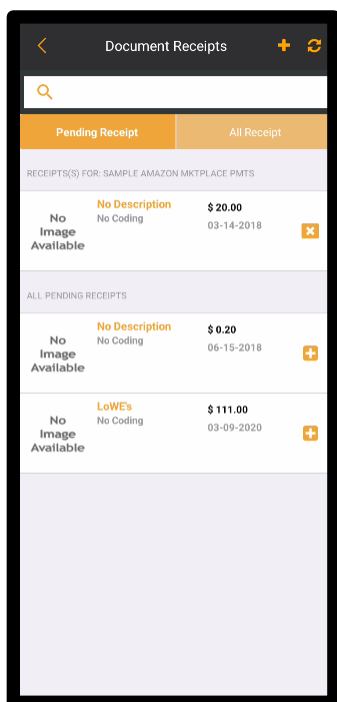 Document Receipts
Pending Receipt
All Receipt
RECEIPTS(S) FOR: SAMPLE AMAZON MKTPLACE PMTS
No Image Available
No Description
No Coding
$ 20.00
03-14-2018
ALL PENDING RECEIPTS
No Image Available
No Description
No Coding
$ 0.20
06-15-2018
No Image Available
LoWE's
No Coding
$ 111.00
03-09-2020